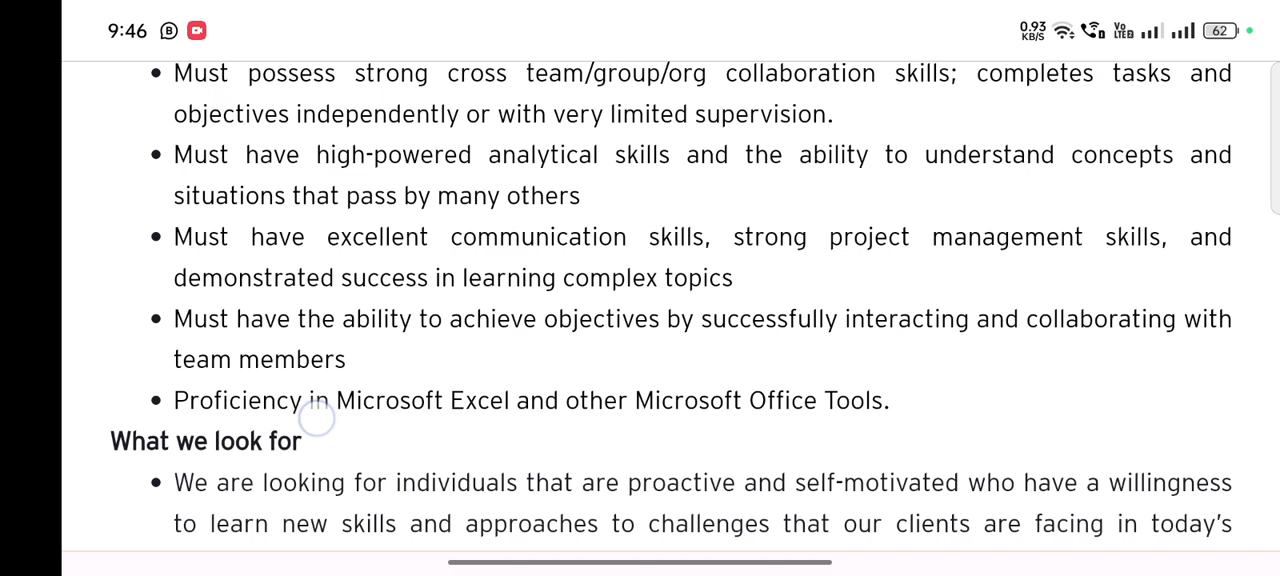 9:46
0.93
KB/S
Vo
LTE2
62
Must possess strong cross team/group/org collaboration skills; completes tasks and
objectives independently or with very limited supervision.
Must have high-powered analytical skills and the ability to understand concepts and
situations that pass by many others
Must have excellent communication skills, strong project management skills, and
demonstrated success in learning complex topics
Must have the ability to achieve objectives by successfully interacting and collaborating with
team members
Proficiency in Microsoft Excel and other Microsoft Office Tools.
What we look for
We are looking for individuals that are proactive and self-motivated who have a willingness
to learn new skills and approaches to challenges that our clients are facing in today's